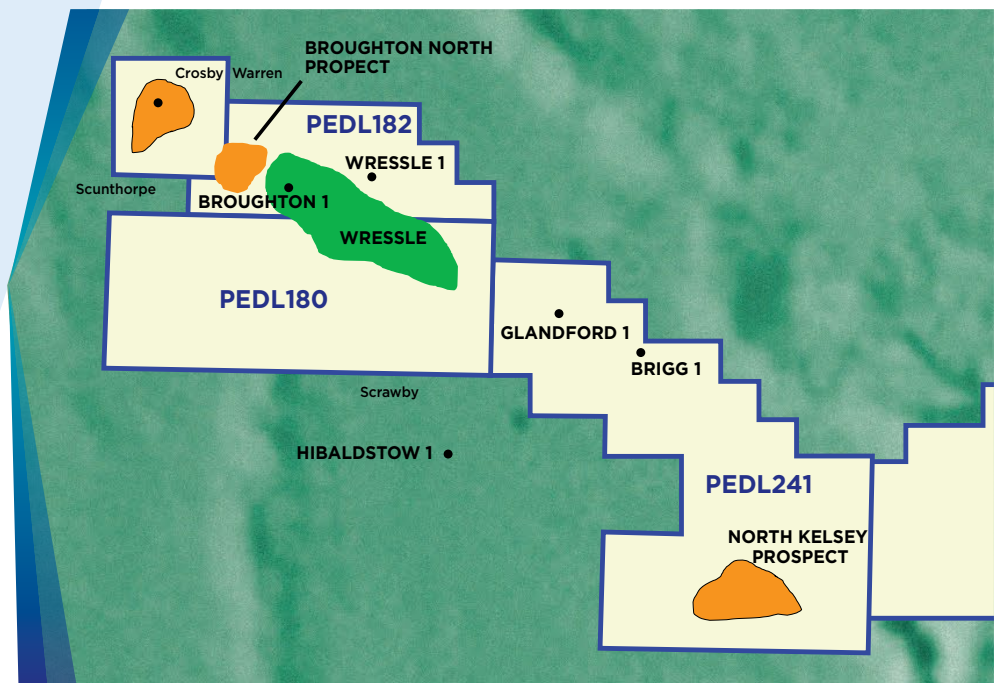 BROUGHTON NORTH
PROPECT
Crosby Warren
PEDL182
WRESSLE 1
Scunthorpe
BROUGHTON 1
WRESSLE
PEDL180
GLANDFORD 1
BRIGG 1
Scrawby
HIBALDSTOW 1
PEDL241
NORTH KELSEY
PROSPECT